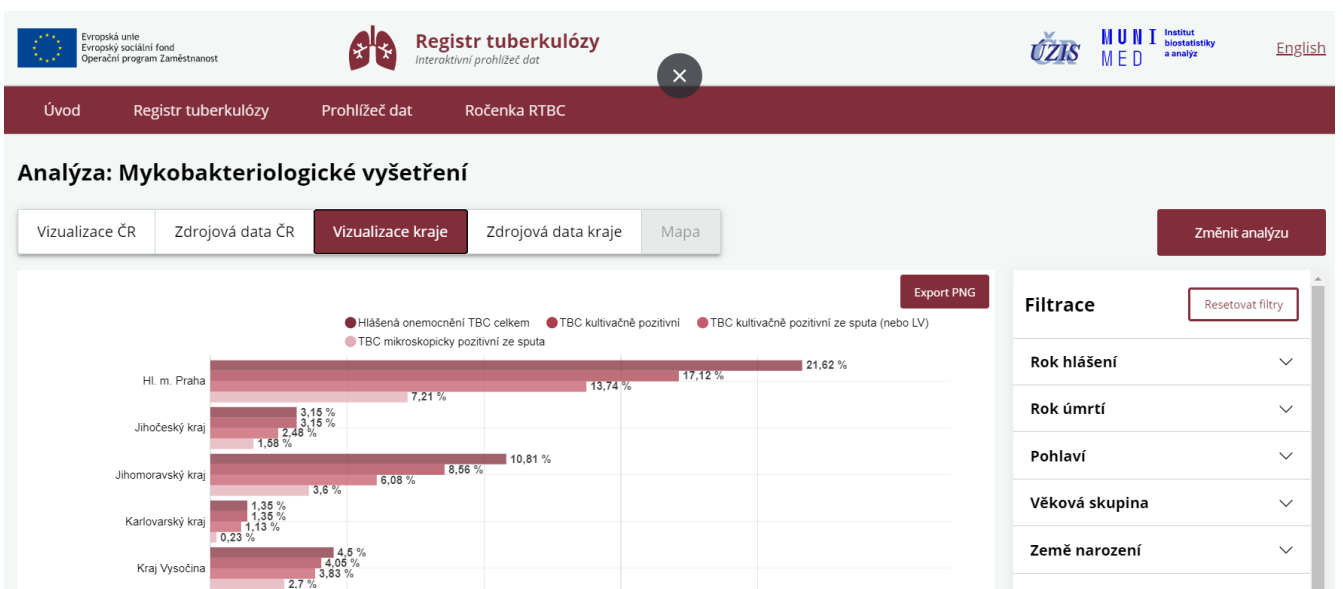 Evropská unie
Evropský sociální fond
Operační program Zaměstnanost
Registr tuberkulózy
Interaktivní prohlížeč dat
ÚZIS
MUNI
MED
Institut
biostatistiky
a analýz
English
Úvod
Registr tuberkulózy
Prohlížeč dat
Ročenka RTBC
Analýza: Mykobakteriologické vyšetření
Vizualizace ČR
Zdrojová data ČR
Vizualizace kraje
Zdrojová data kraje
Mapa
Změnit analýzu
Export PNG
Hlášená onemocnění TBC celkem
TBC kultivačně pozitivní
TBC kultivačně pozitivní ze sputa (nebo LV)
TBC mikroskopicky pozitivní ze sputa
Hl. m. Praha
21,62 %
17,12 %
13,74 %
7,21 %
Jihočeský kraj
3,15 %
3,15 %
2,48 %
1,58 %
Jihomoravský kraj
10,81 %
8,56 %
6,08 %
3,6 %
Karlovarský kraj
1,35 %
1,35 %
1,13 %
0,23 %
Kraj Vysočina
4,5 %
4,05 %
3,83 %
2,7 %
Filtrace
Resetovat filtry
Rok hlášení
Rok úmrtí
Pohlaví
Věková skupina
Země narození